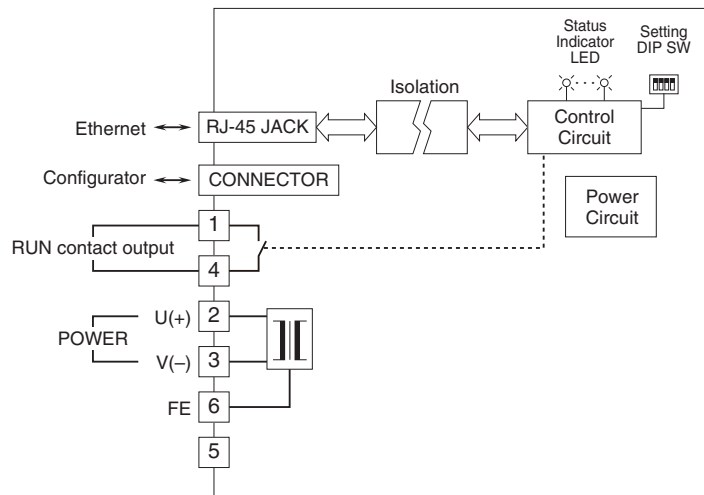 Status
Indicator
LED
Setting
DIP SW
Isolation
Ethernet
RJ-45 JACK
Control
Circuit
Configurator
CONNECTOR
Power
Circuit
1
RUN contact output
4
U(+)
2
POWER
V(–)
3
FE
6
5